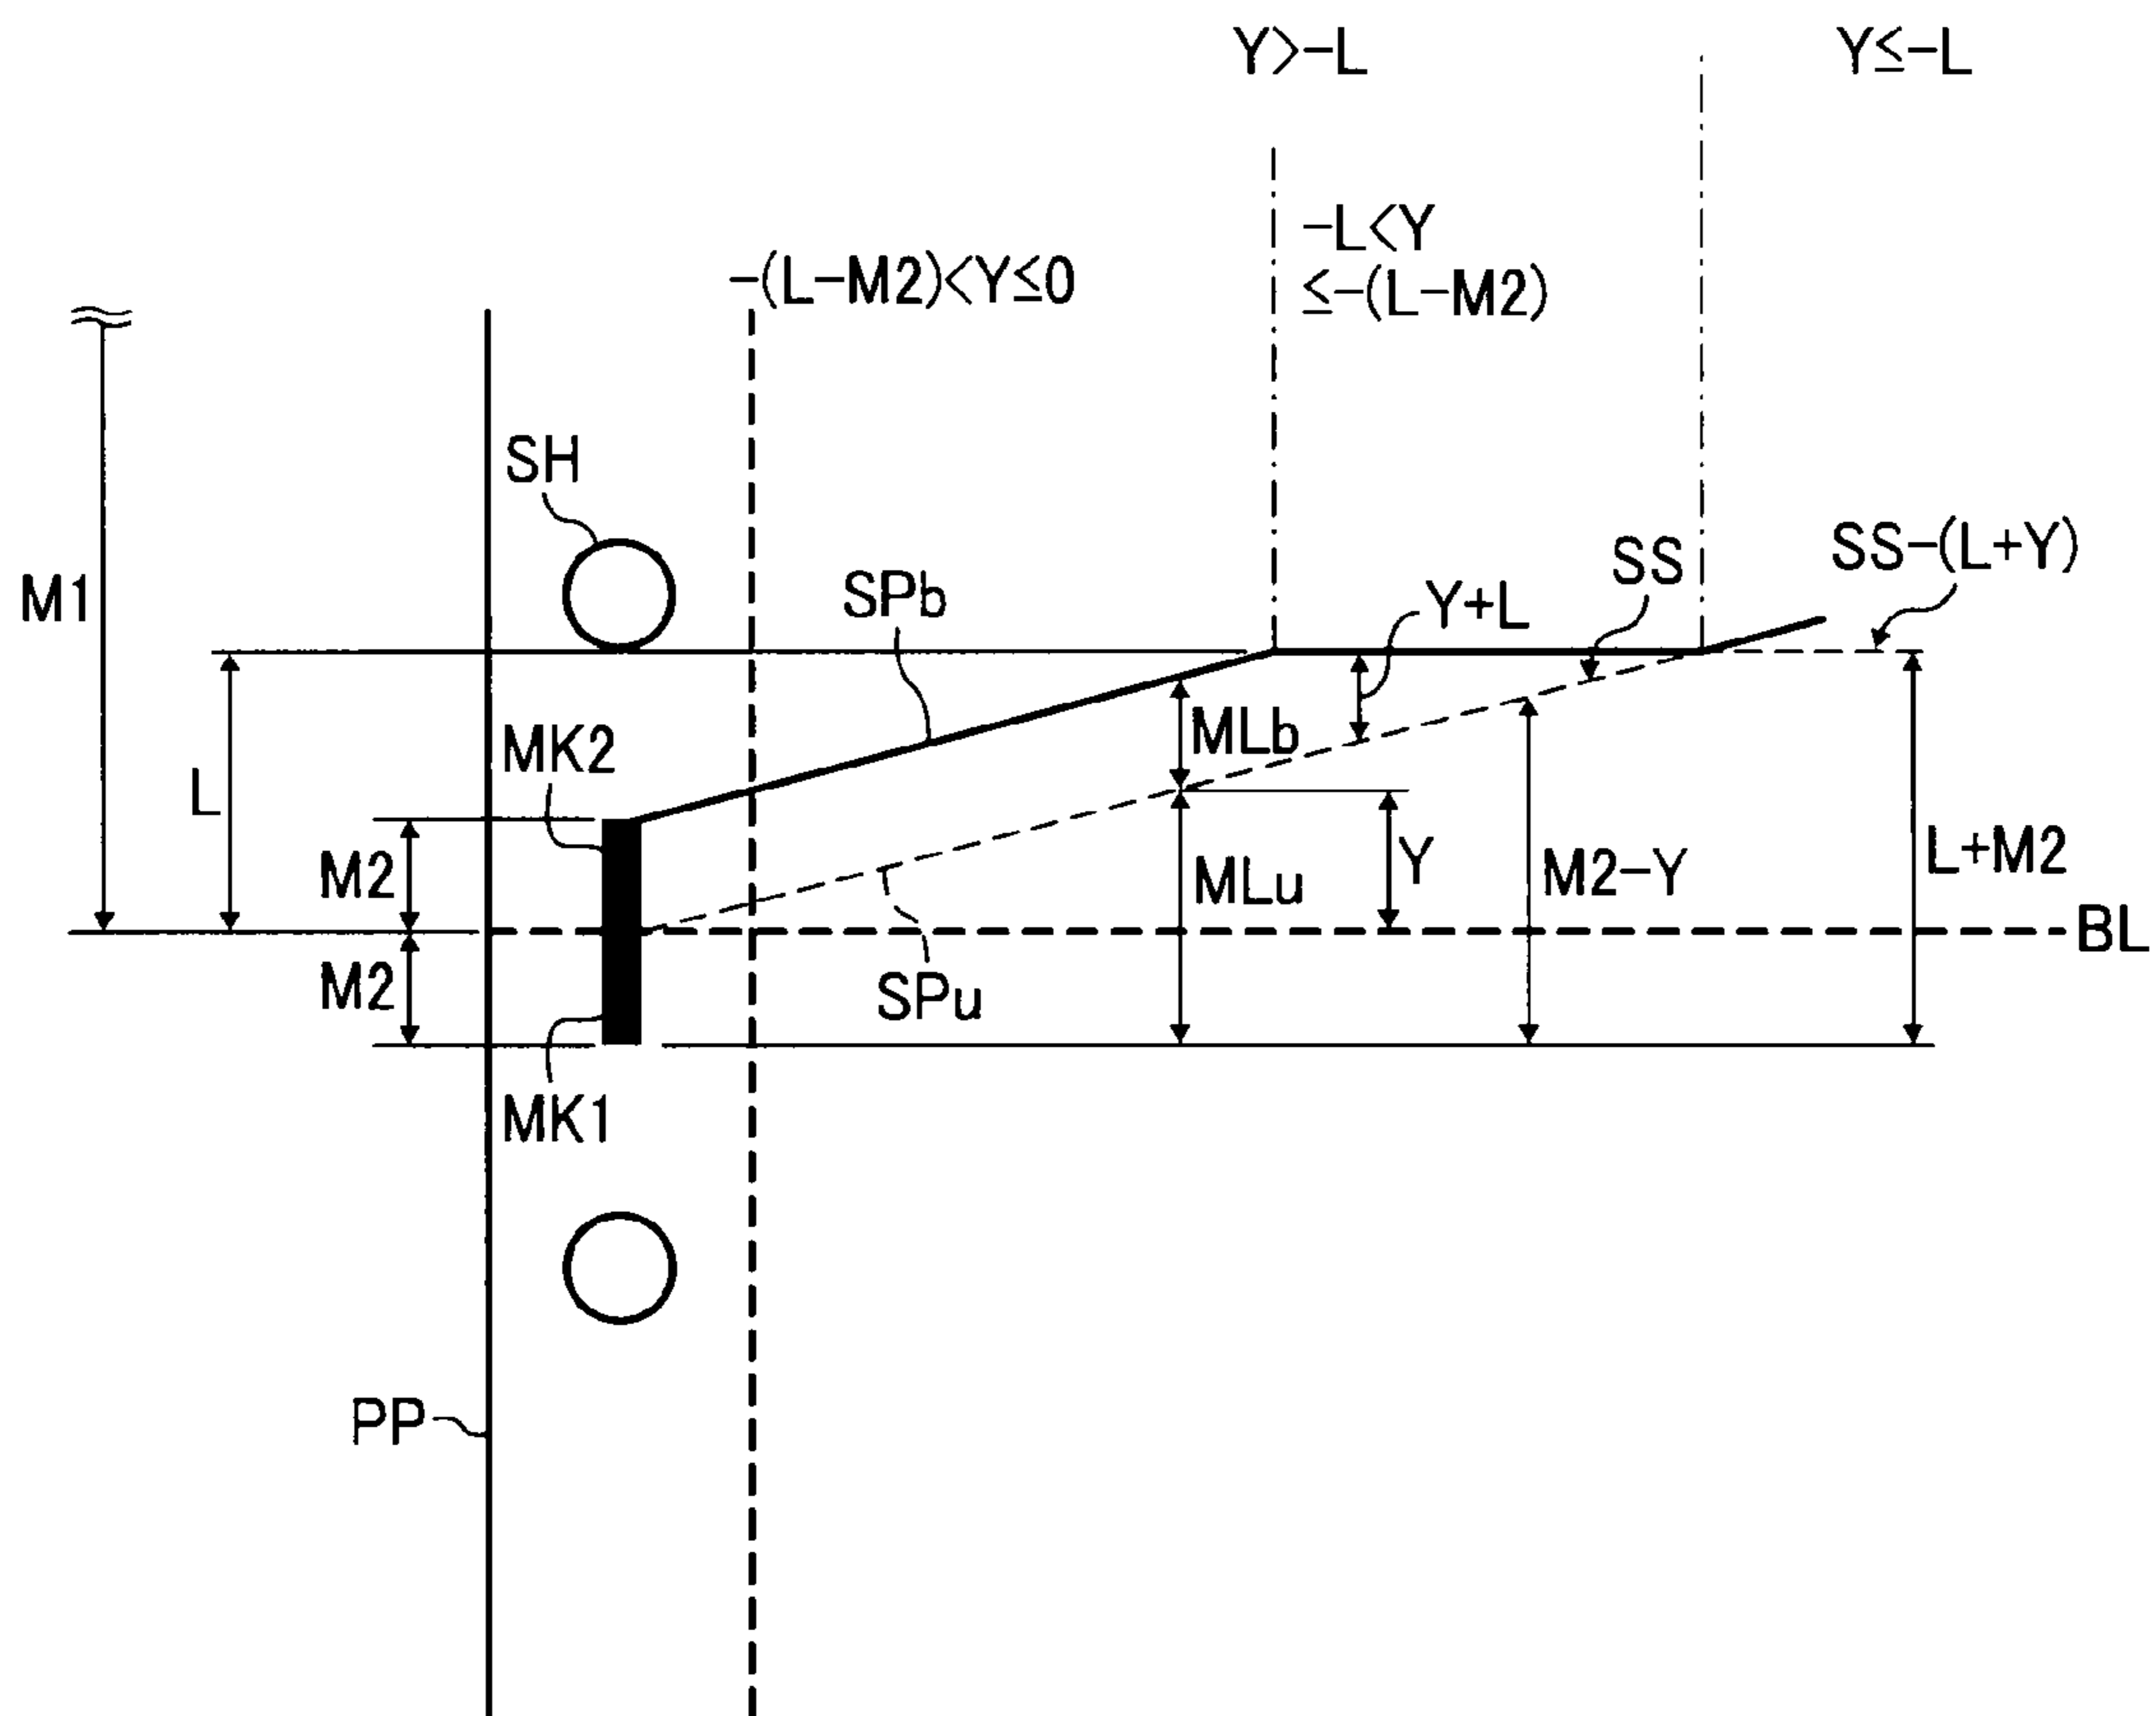 Y>-L
Y≤-L
-L<Y
≤-(L-M2)
-(L-M2)<Y≤0
SH
SS
SS-(L+Y)
M1
SPb
Y+L
MK2
MLb
L
M2
MLu
Y
M2-Y
L+M2
BL
M2
SPu
MK1
PP